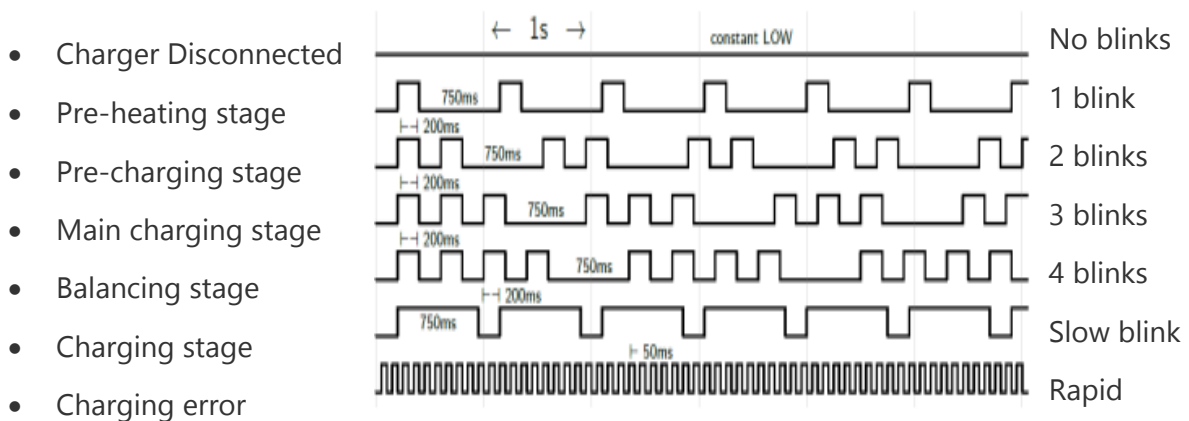 ← 1s →
constant LOW
No blinks
• Charger Disconnected
750ms
1 blink
• Pre-heating stage
200ms
750ms
2 blinks
• Pre-charging stage
200ms
750ms
3 blinks
• Main charging stage
200ms
750ms
4 blinks
• Balancing stage
200ms
750ms
Slow blink
• Charging stage
50ms
Rapid
• Charging error